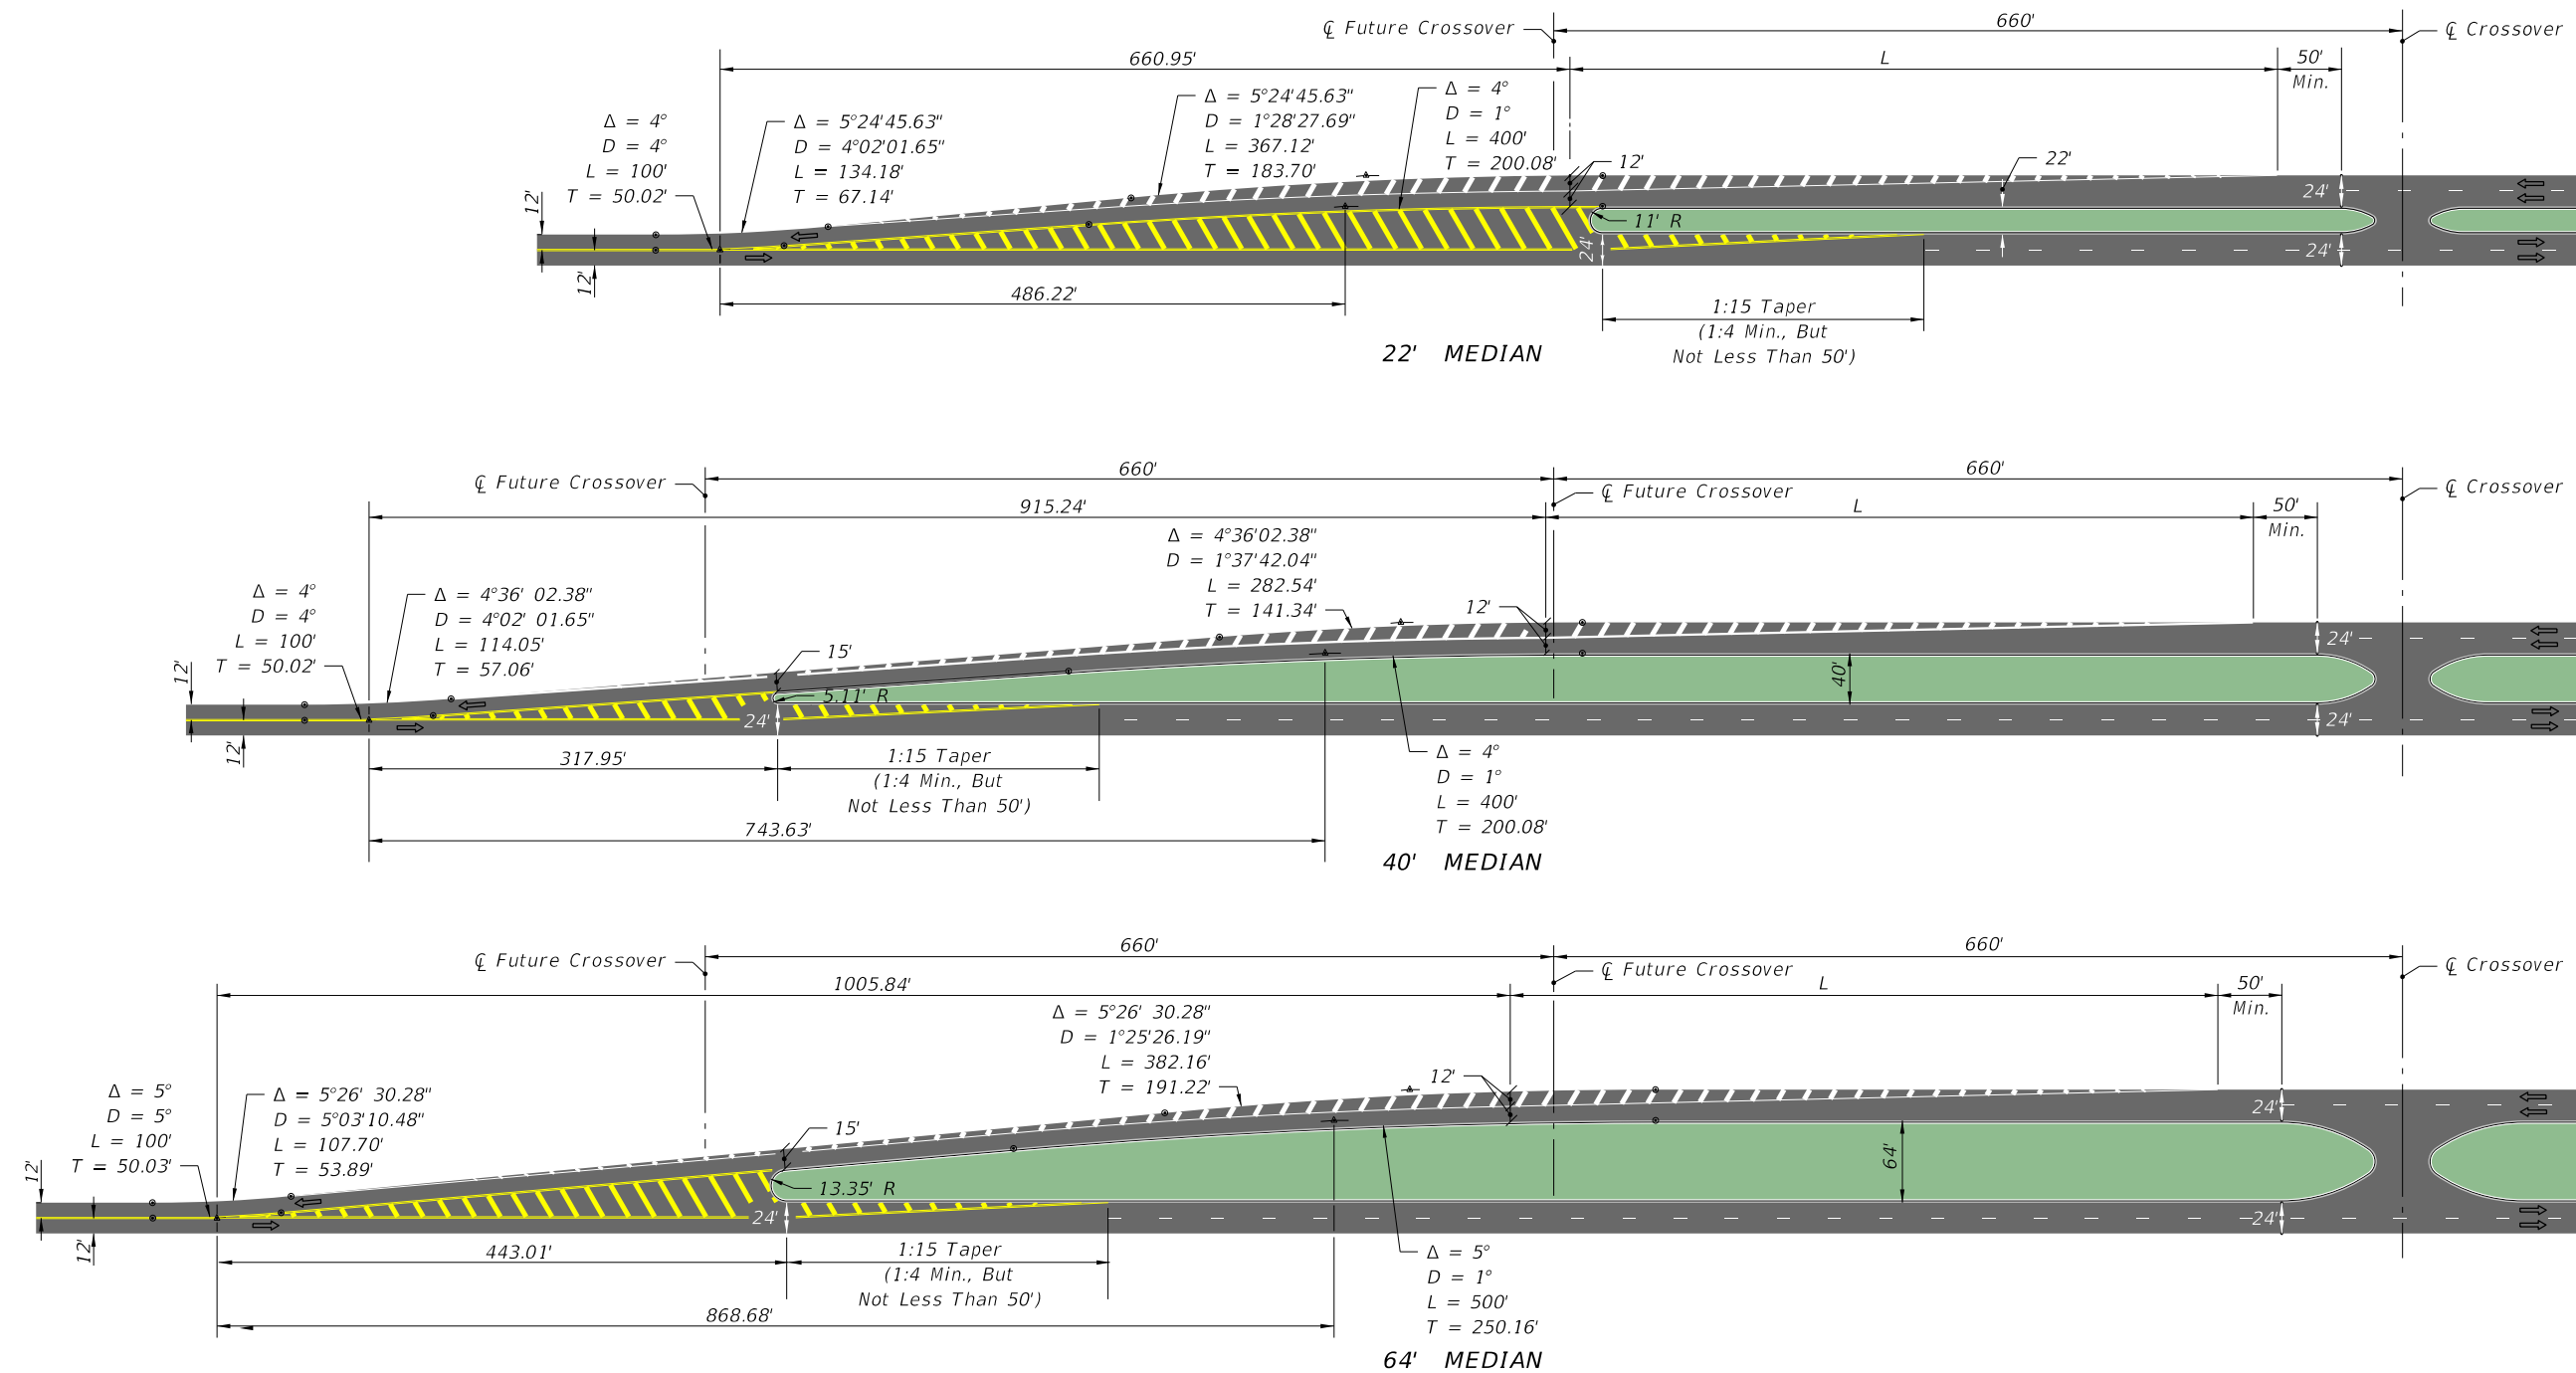 ℄ Future Crossover
660'
℄ Crossover
660.95'
L
50'
Min.
Δ = 4°
D = 4°
L = 100'
T = 50.02'
Δ = 5°24'45.63"
D = 4°02'01.65"
L = 134.18'
T = 67.14'
Δ = 5°24'45.63"
D = 1°28'27.69"
L = 367.12'
T = 183.70'
Δ = 4°
D = 1°
L = 400'
T = 200.08'
12'
22'
12'
12'
24'
11' R
24'
24'
486.22'
1:15 Taper
(1:4 Min., But
Not Less Than 50')
22' MEDIAN
660'
660'
℄ Future Crossover
℄ Future Crossover
℄ Crossover
915.24'
L
50'
Min.
Δ = 4°36'02.38"
D = 1°37'42.04"
L = 282.54'
T = 141.34'
Δ = 4°
D = 4°
L = 100'
T = 50.02'
Δ = 4°36' 02.38"
D = 4°02' 01.65"
L = 114.05'
T = 57.06'
12'
15'
12'
12'
5.11' R
24'
40'
24'
24'
317.95'
1:15 Taper
(1:4 Min., But
Not Less Than 50')
743.63'
Δ = 4°
D = 1°
L = 400'
T = 200.08'
40' MEDIAN
660'
660'
℄ Future Crossover
℄ Future Crossover
℄ Crossover
1005.84'
L
50'
Min.
Δ = 5°26' 30.28"
D = 1°25'26.19"
L = 382.16'
T = 191.22'
Δ = 5°
D = 5°
L = 100'
T = 50.03'
Δ = 5°26' 30.28"
D = 5°03'10.48"
L = 107.70'
T = 53.89'
12'
15'
12'
12'
13.35' R
24'
64'
24'
24'
443.01'
1:15 Taper
(1:4 Min., But
Not Less Than 50')
868.68'
Δ = 5°
D = 1°
L = 500'
T = 250.16'
64' MEDIAN